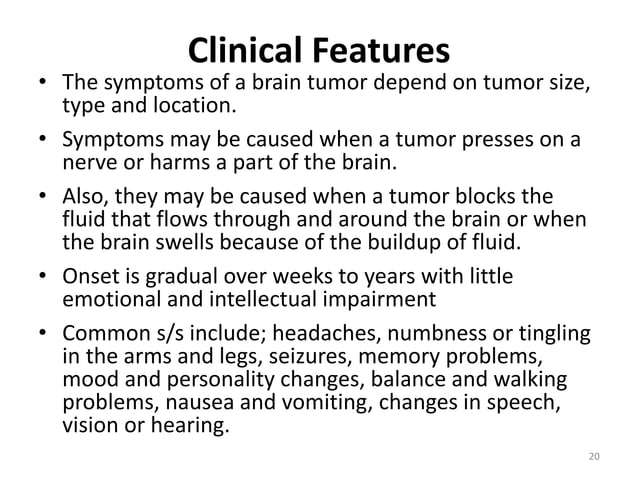 Clinical Features
• The symptoms of a brain tumor depend on tumor size,
type and location.
• Symptoms may be caused when a tumor presses on a
nerve or harms a part of the brain.
• Also, they may be caused when a tumor blocks the
fluid that flows through and around the brain or when
the brain swells because of the buildup of fluid.
• Onset is gradual over weeks to years with little
emotional and intellectual impairment
• Common s/s include; headaches, numbness or tingling
in the arms and legs, seizures, memory problems,
mood and personality changes, balance and walking
problems, nausea and vomiting, changes in speech,
vision or hearing.
20